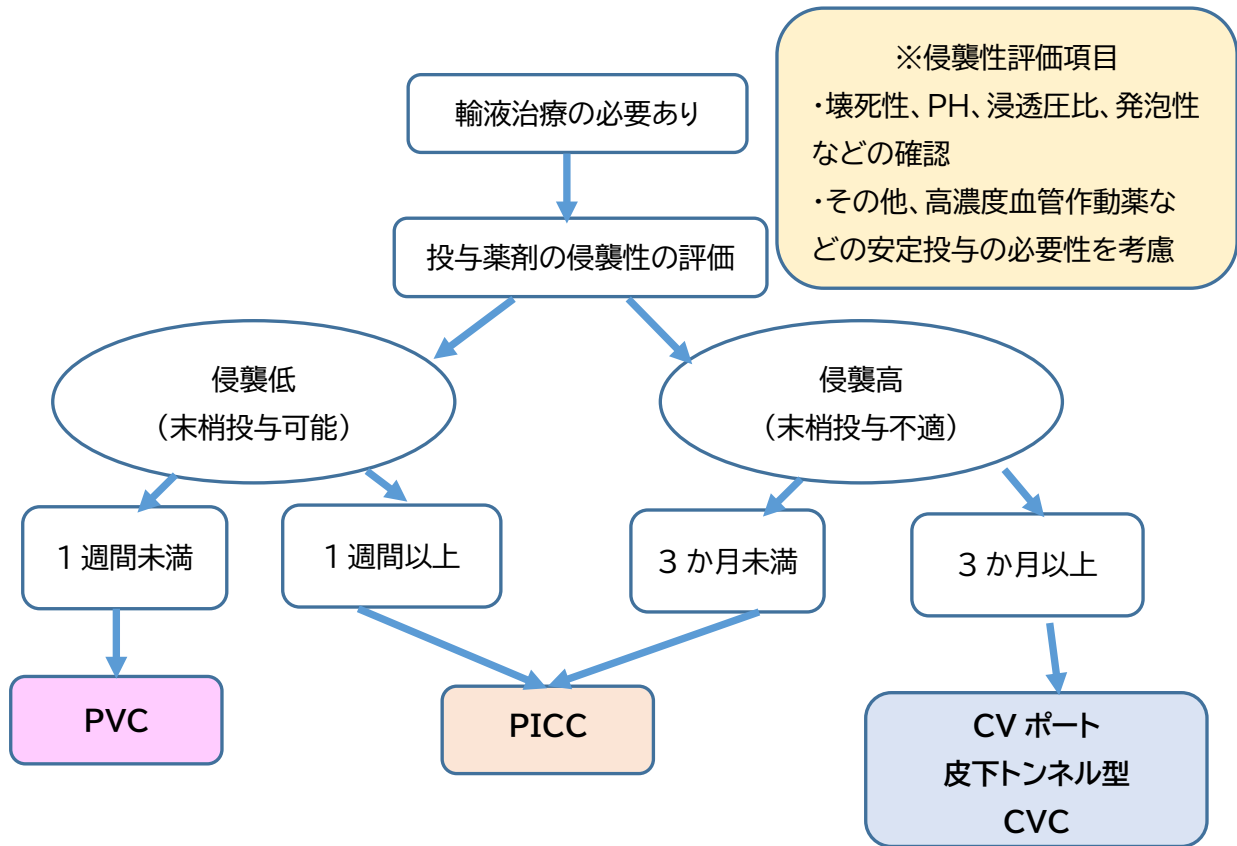 輸液治療の必要あり
※侵襲性評価項目
・壊死性、PH、浸透圧比、発泡性
などの確認
・その他、高濃度血管作動薬な
どの安定投与の必要性を考慮
投与薬剤の侵襲性の評価
侵襲低
（末梢投与可能）
侵襲高
（末梢投与不適）
1週間未満
1週間以上
3か月未満
3か月以上
PVC
PICC
CVポート
皮下トンネル型
CVC